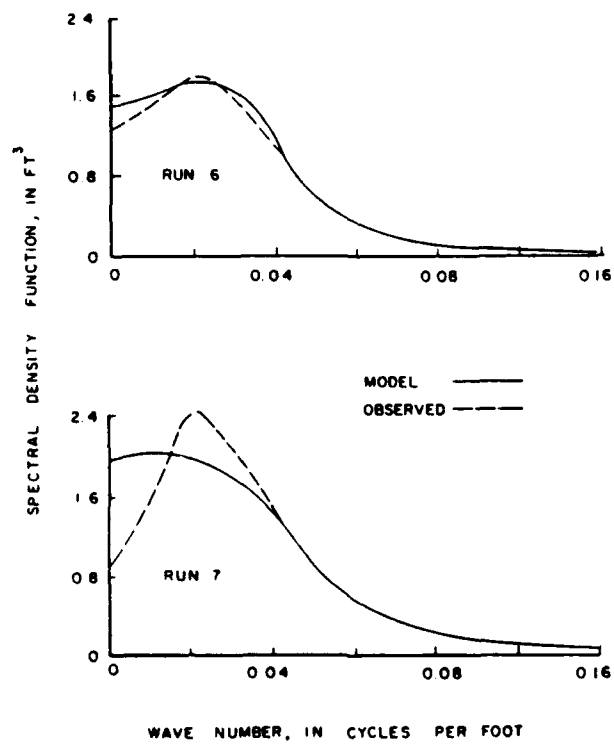 SPECTRAL DENSITY FUNCTION, IN FT3
2.4
1.6
0.8
0
RUN 6
0
0.04
0.08
0.16
MODEL
OBSERVED
2.4
1.6
0.8
0
RUN 7
0
0.04
0.08
0.16
WAVE NUMBER, IN CYCLES PER FOOT